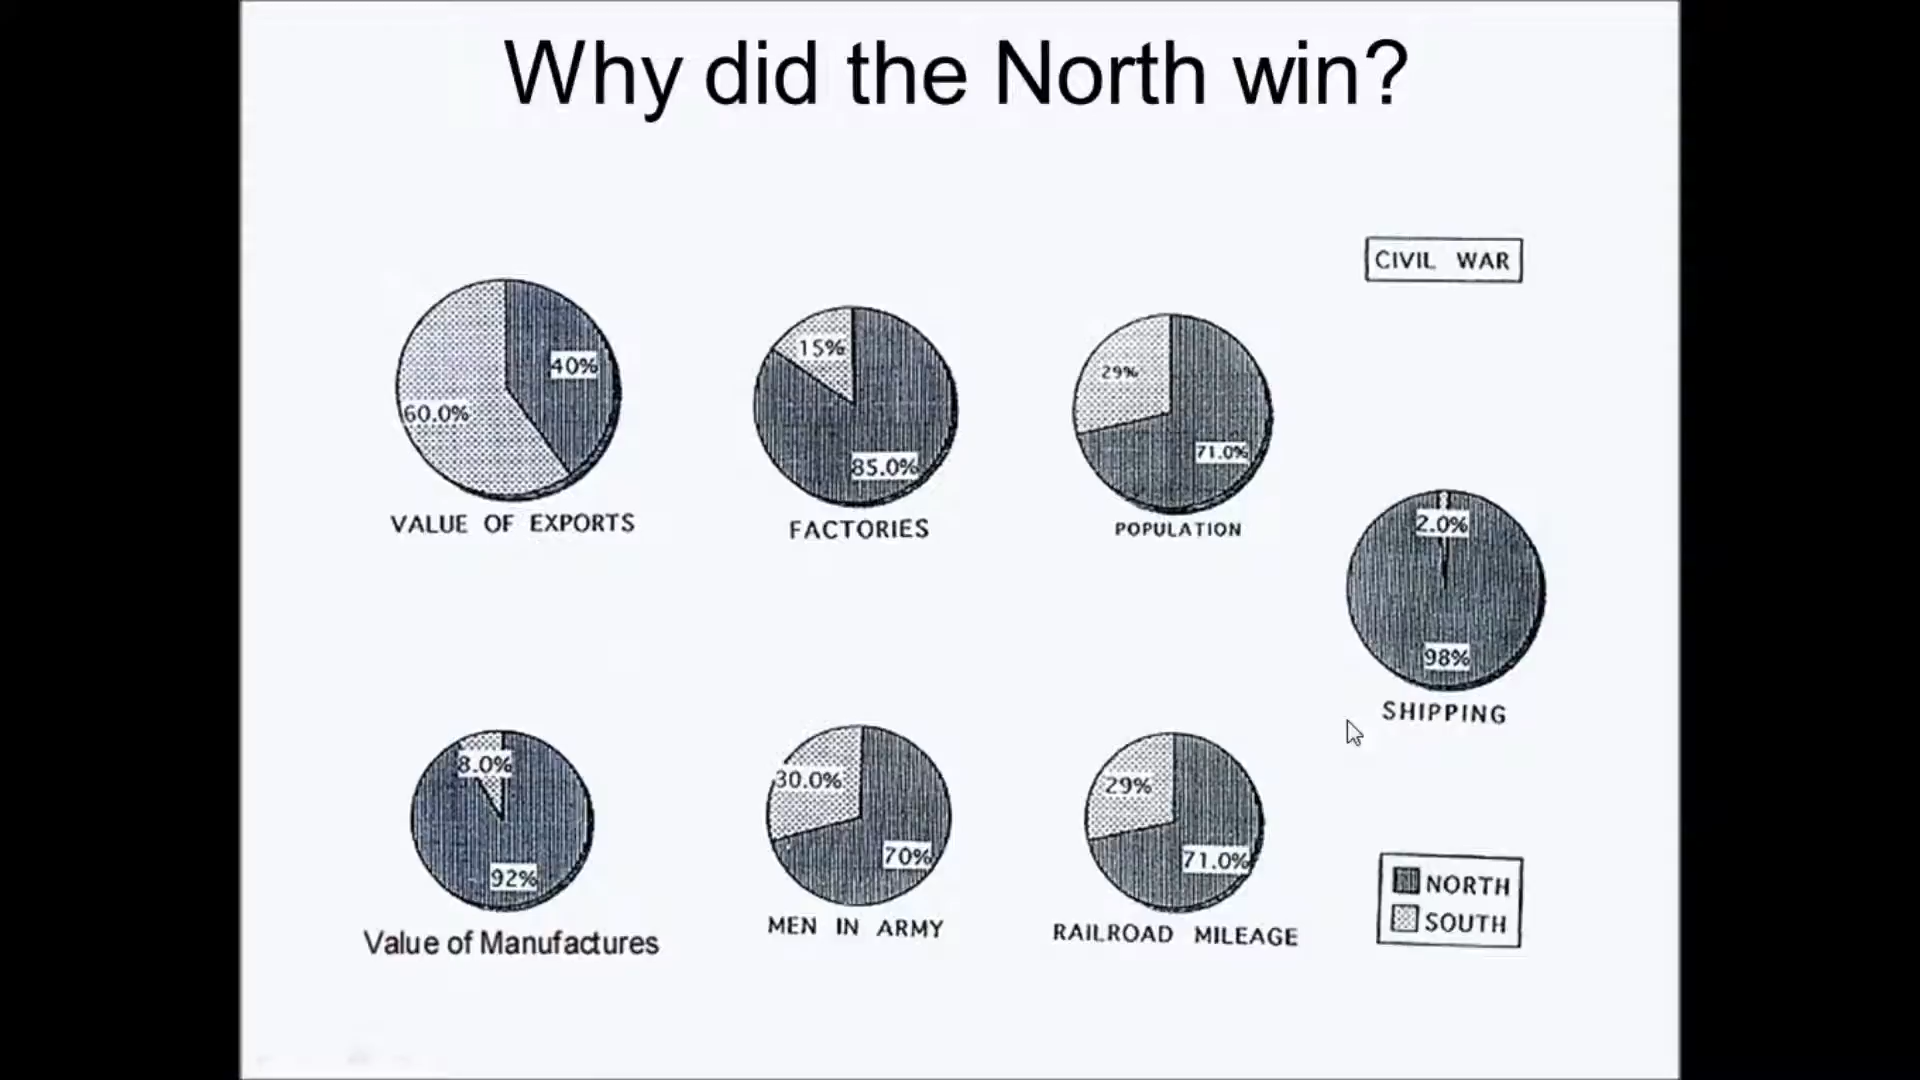 Why did the North win?
CIVIL WAR
40%
60.0%
VALUE OF EXPORTS
15%
85.0%
FACTORIES
29%
71.0%
POPULATION
2.0%
98%
SHIPPING
8.0%
92%
Value of Manufactures
30.0%
70%
MEN IN ARMY
29%
71.0%
RAILROAD MILEAGE
NORTH
SOUTH